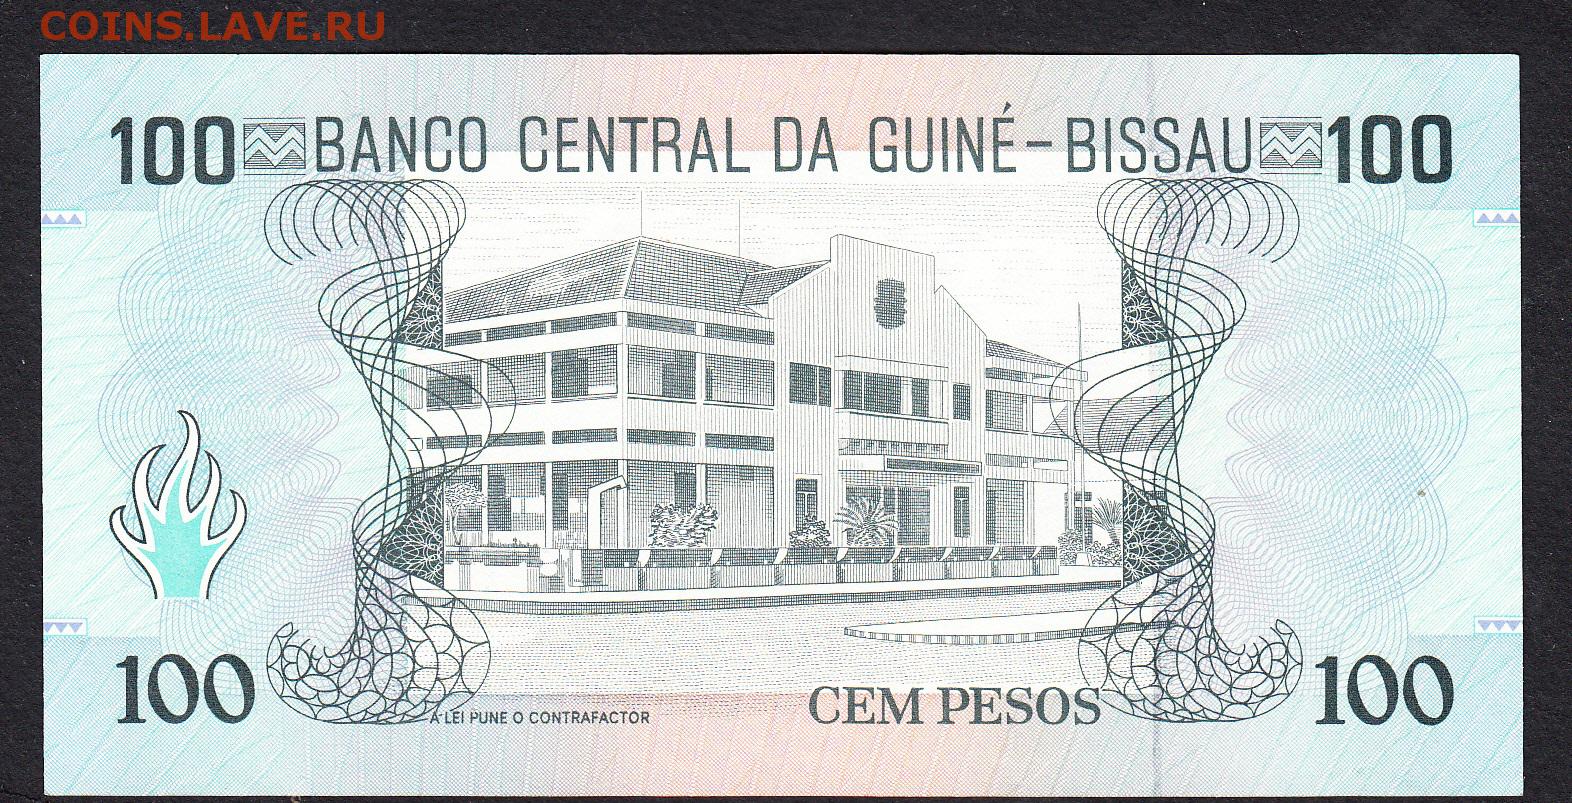 COINS.LAVE.RU
100 BANCO CENTRAL DA GUINÉ-BISSAU 100
100 A LEI PUNE O CONTRAFACTOR CEM PESOS 100